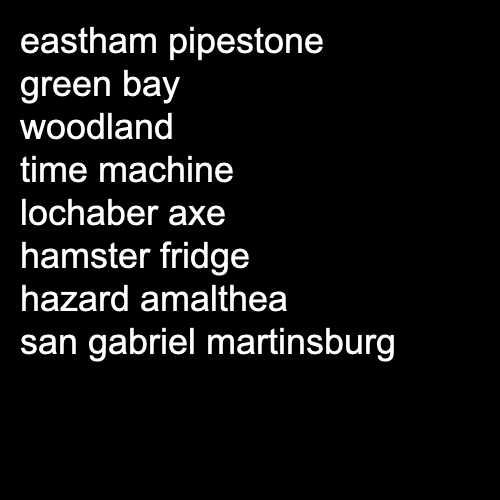 eastham pipestone
green bay
woodland
time machine
lochaber axe
hamster fridge
hazard amalthea
san gabriel martinsburg